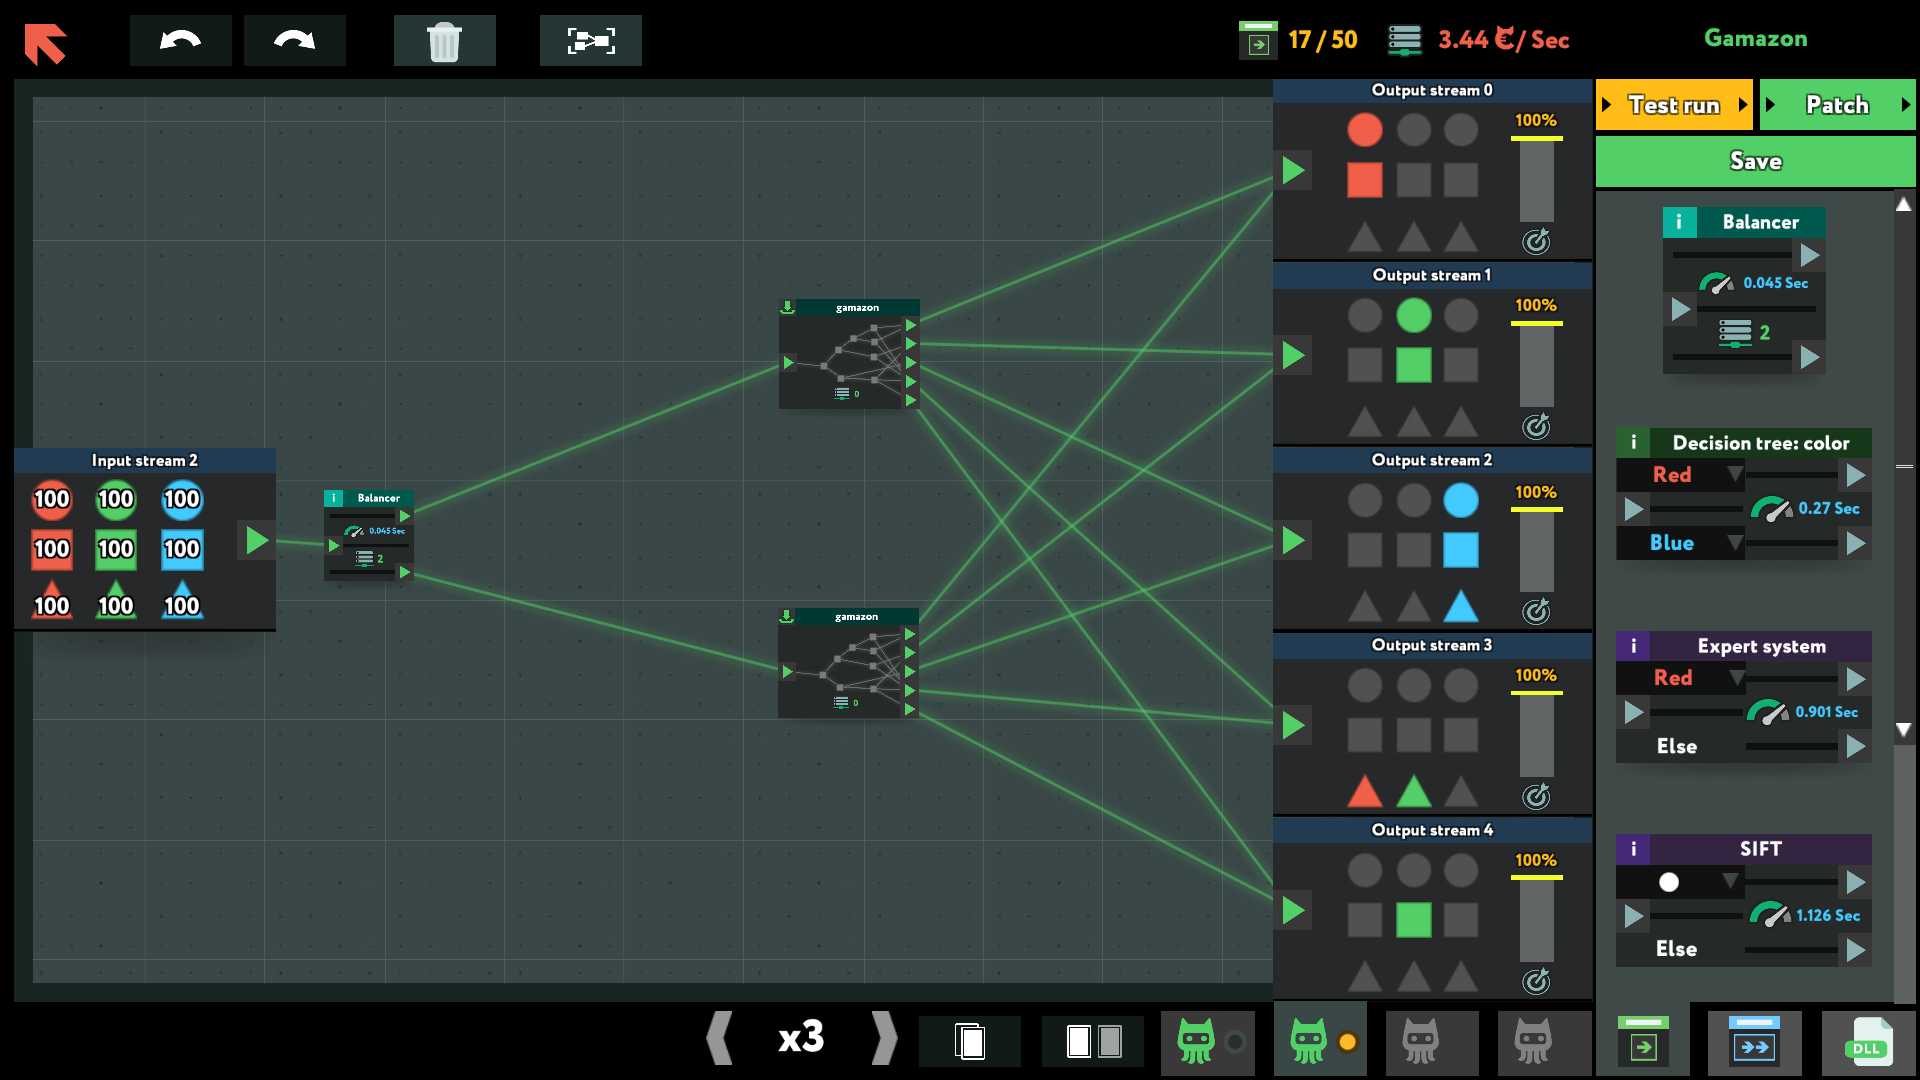 17 / 50
3.44 €/ Sec
Gamazon
Output stream 0
100%
Test run
Patch
Save
Output stream 1
100%
Output stream 2
100%
Output stream 3
100%
Output stream 4
100%
gamazon
0
gamazon
0
Input stream 2
100 100 100
100 100 100
100 100 100
i Balancer
0.045 Sec
2
i Balancer
0.045 Sec
2
i Decision tree: color
Red
0.27 Sec
Blue
i Expert system
Red
0.901 Sec
Else
i SIFT
1.126 Sec
Else
x3
DLL